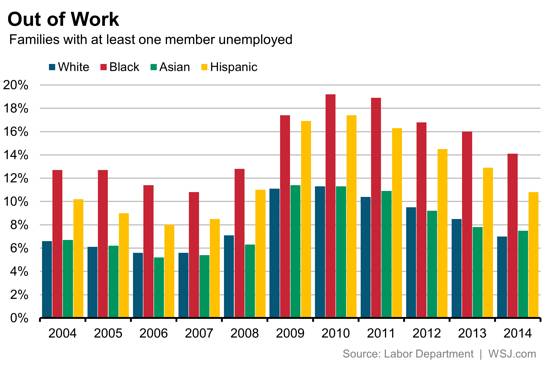 Out of Work
Families with at least one member unemployed
White Black Asian Hispanic
20%
18%
16%
14%
12%
10%
8%
6%
4%
2%
0%
2004 2005 2006 2007 2008 2009 2010 2011 2012 2013 2014
Source: Labor Department | WSJ.com